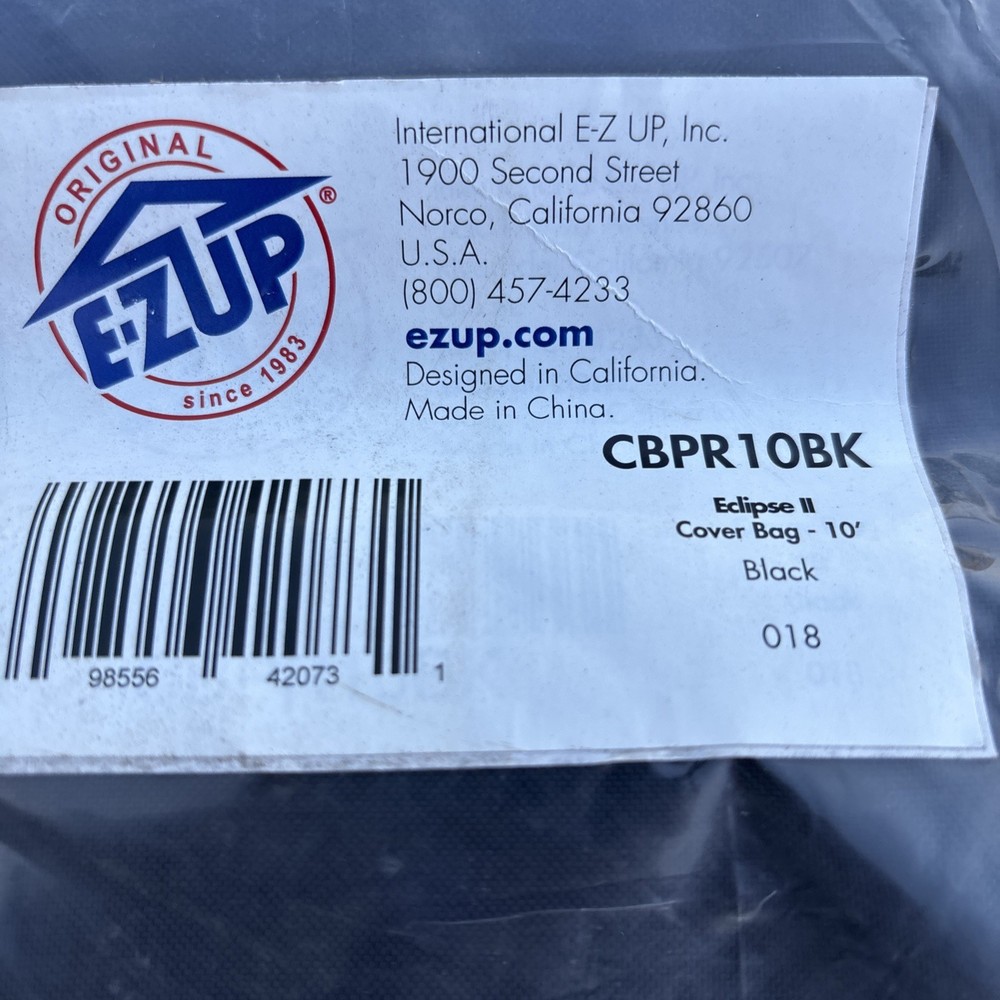 ORIGINAL
E-ZUP®
since 1983
International E-Z UP, Inc.
1900 Second Street
Norco, California 92860
U.S.A.
(800) 457-4233
ezup.com
Designed in California.
Made in China.
CBPR10BK
Eclipse II
Cover Bag - 10'
Black
018
98556 42073 1